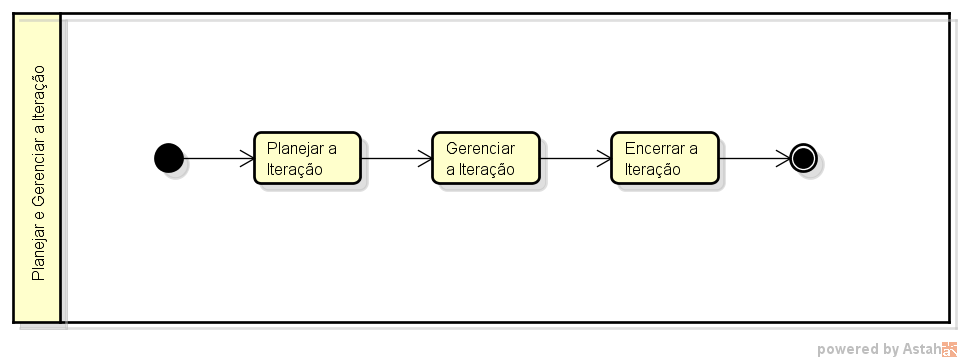 Planejar e Gerenciar a Iteração
Planejar a
Iteração
Gerenciar
a Iteração
Encerrar a
Iteração
powered by Astah